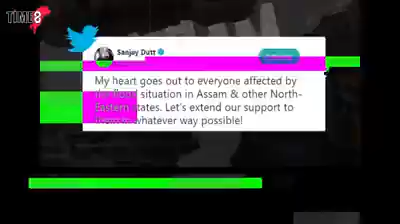 TIME8
Sanjay Dutt
My heart goes out to everyone affected by
situation in Assam & other North-
Eastern States. Let's extend our support to
whatever way possible!